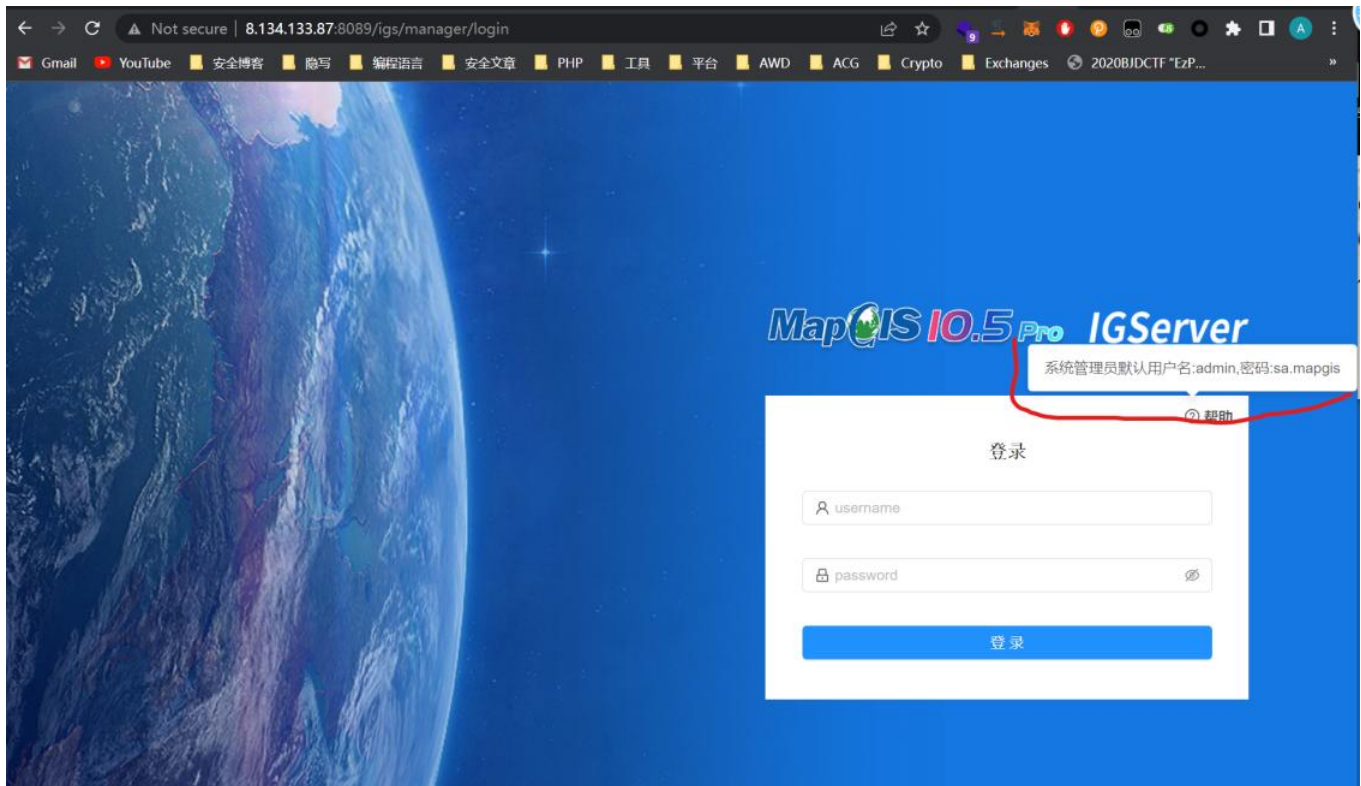 Not secure | 8.134.133.87:8089/igs/manager/login
9
A
Gmail YouTube 安全博客 隐写 编程语言 安全文章 PHP 工具 平台 AWD ACG Crypto Exchanges 2020BJDCTF "EzP... »
MapGIS 10.5 Pro IGServer
系统管理员默认用户名:admin,密码:sa.mapgis
帮助
登录
username
password
登录